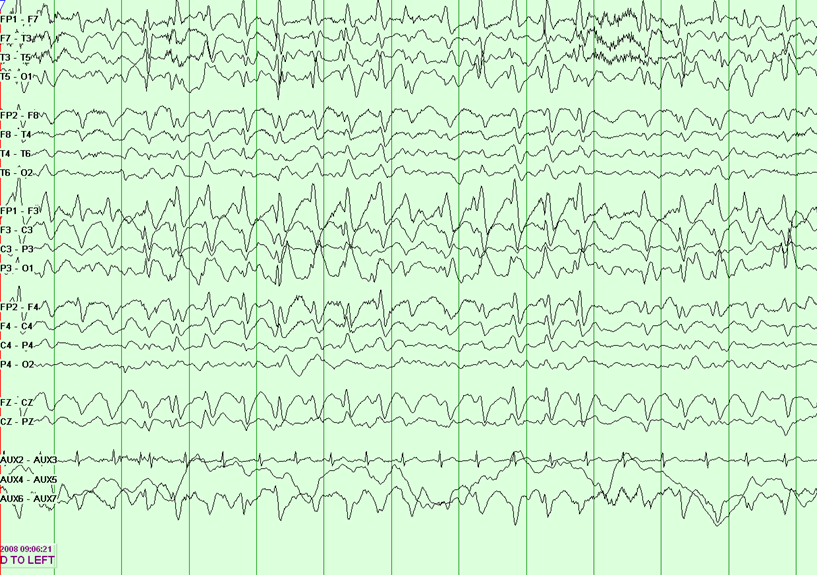 FP1 - F7
F7 - T3
T3 - T5
T5 - O1
FP2 - F8
F8 - T4
T4 - T6
T6 - O2
FP1 - F3
F3 - C3
C3 - P3
P3 - O1
FP2 - F4
F4 - C4
C4 - P4
P4 - O2
FZ - CZ
CZ - PZ
AUX2 - AUX3
AUX4 - AUX5
AUX6 - AUX7
2008 09:06:21
D TO LEFT